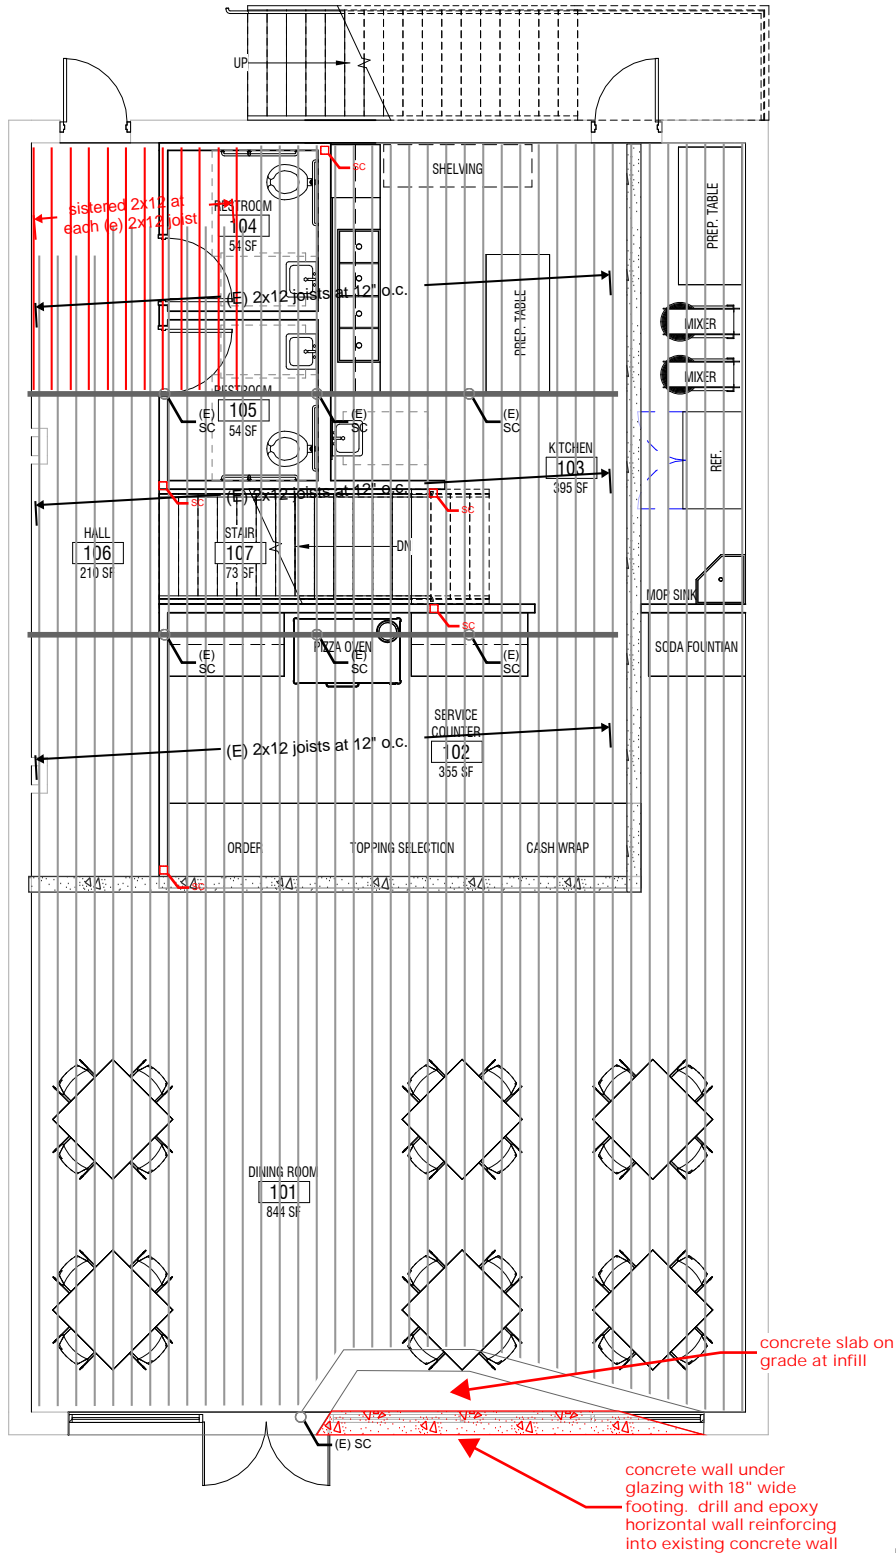 UP
SHELVING
PREP. TABLE
SC
sistered 2x12 at
each (e) 2x12 joist
RESTROOM
104
54 SF
(E) 2x12 joists at 12" o.c.
PREP. TABLE
MIXER
MIXER
RESTROOM
105
54 SF
(E)
SC
(E)
SC
(E)
SC
KITCHEN
103
395 SF
REF.
(E) 2x12 joists at 12" o.c.
SC
SC
HALL
106
210 SF
STAIR
107
73 SF
DN
MOP SINK
SC
PIZZA OVEN
(E)
SC
(E)
SC
(E)
SC
SODA FOUNTIAN
SERVICE
COUNTER
102
355 SF
(E) 2x12 joists at 12" o.c.
ORDER
TOPPING SELECTION
CASH WRAP
SC
DINING ROOM
101
844 SF
concrete slab on
grade at infill
(E) SC
concrete wall under
glazing with 18" wide
footing. drill and epoxy
horizontal wall reinforcing
into existing concrete wall